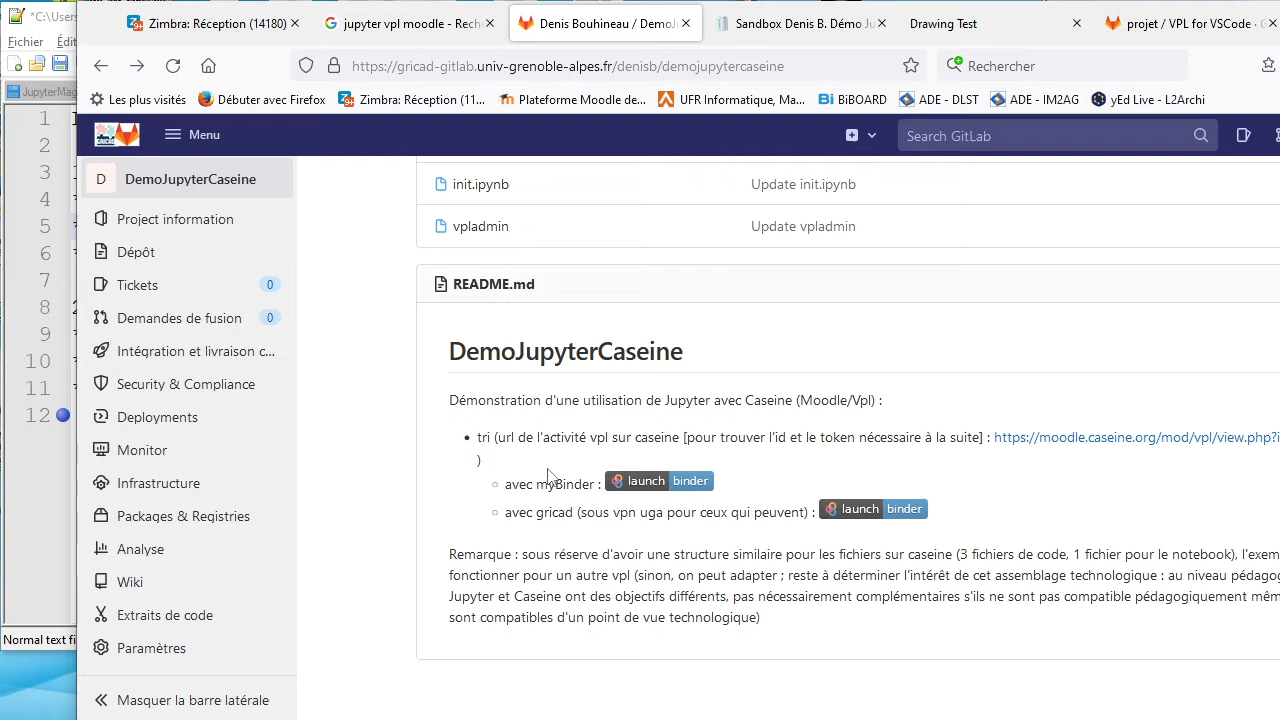 *C:\Users
Fichier Édit
JupyterMag
1
2
3
4
5
6
7
8
9
10
11
12
Normal text fi
Zimbra: Réception (14180)
jupyter vpl moodle - Rech
Denis Bouhineau / DemoJ
Sandbox Denis B. Démo Ju
Drawing Test
projet / VPL for VSCode · G
https://gricad-gitlab.univ-grenoble-alpes.fr/denisb/demojupytercaseine
Rechercher
Les plus visités Débuter avec Firefox Zimbra: Réception (11... Plateforme Moodle de... UFR Informatique, Ma... BiBOARD ADE - DLST ADE - IM2AG yEd Live - L2Archi
GRICAD
Menu
Search GitLab
D DemoJupyterCaseine
Project information
Dépôt
Tickets 0
Demandes de fusion 0
Intégration et livraison c...
Security & Compliance
Deployments
Monitor
Infrastructure
Packages & Registries
Analyse
Wiki
Extraits de code
Paramètres
Masquer la barre latérale
init.ipynb Update init.ipynb
vpladmin Update vpladmin
README.md
DemoJupyterCaseine
Démonstration d'une utilisation de Jupyter avec Caseine (Moodle/Vpl) :
tri (url de l'activité vpl sur caseine [pour trouver l'id et le token nécessaire à la suite] : https://moodle.caseine.org/mod/vpl/view.php?i
)
avec myBinder : launch binder
avec gricad (sous vpn uga pour ceux qui peuvent) : launch binder
Remarque : sous réserve d'avoir une structure similaire pour les fichiers sur caseine (3 fichiers de code, 1 fichier pour le notebook), l'exem
fonctionner pour un autre vpl (sinon, on peut adapter ; reste à déterminer l'intérêt de cet assemblage technologique : au niveau pédago
Jupyter et Caseine ont des objectifs différents, pas nécessairement complémentaires s'ils ne sont pas compatible pédagogiquement mêm
sont compatibles d'un point de vue technologique)